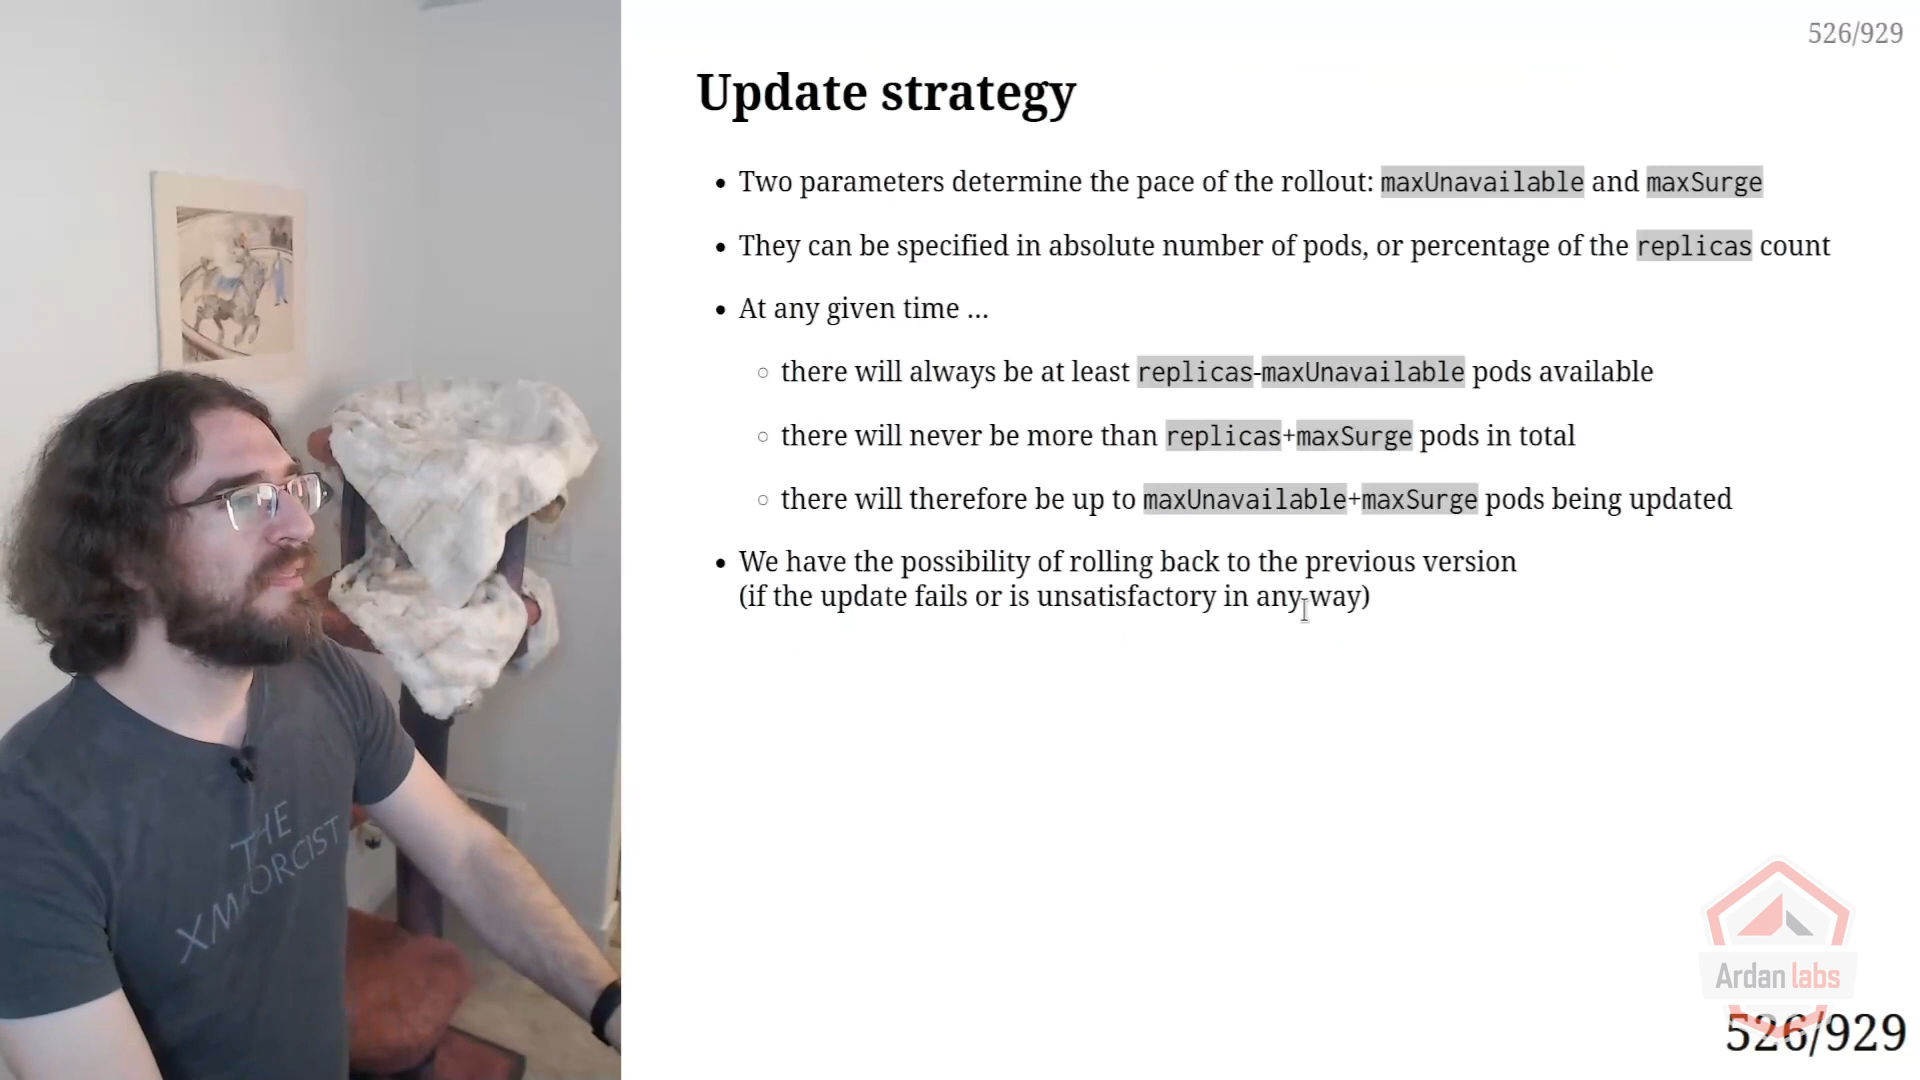 526/929
Update strategy
• Two parameters determine the pace of the rollout: maxUnavailable and maxSurge
• They can be specified in absolute number of pods, or percentage of the replicas count
• At any given time ...
○ there will always be at least replicas-maxUnavailable pods available
○ there will never be more than replicas+maxSurge pods in total
○ there will therefore be up to maxUnavailable+maxSurge pods being updated
• We have the possibility of rolling back to the previous version
(if the update fails or is unsatisfactory in any way)
THE
XMORCIST
Ardan labs
526/929